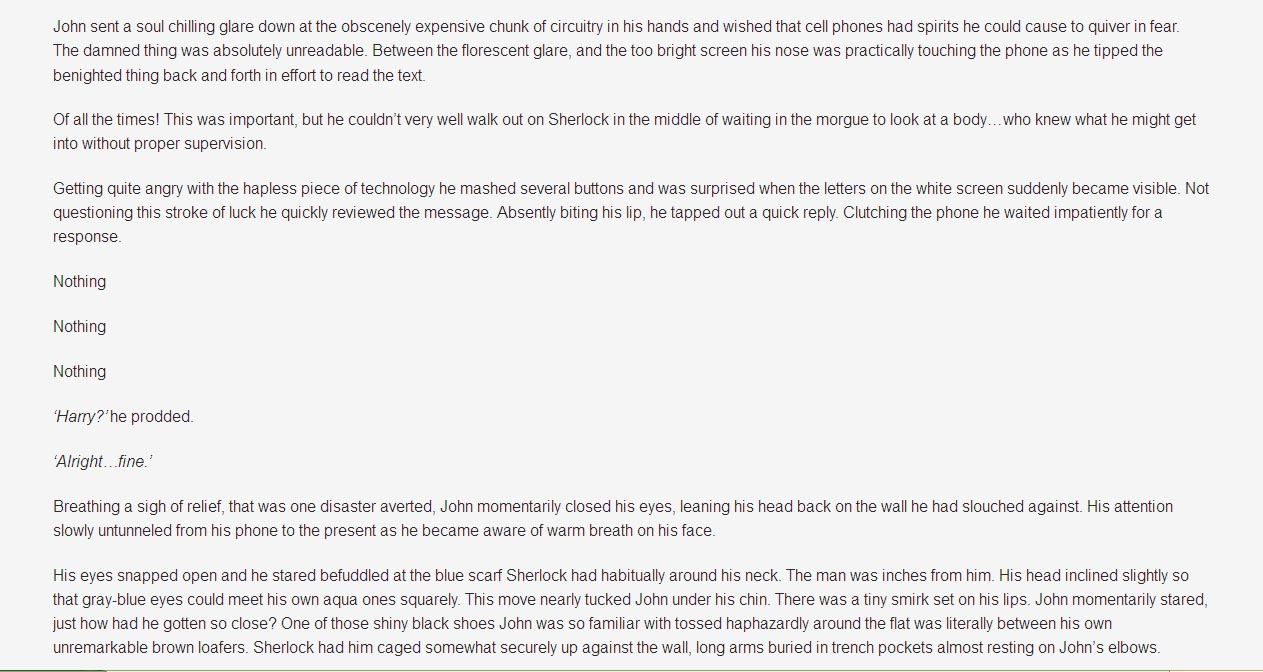 John sent a soul chilling glare down at the obscenely expensive chunk of circuitry in his hands and wished that cell phones had spirits he could cause to quiver in fear.
The damned thing was absolutely unreadable. Between the florescent glare, and the too bright screen his nose was practically touching the phone as he tipped the
benighted thing back and forth in effort to read the text.
Of all the times! This was important, but he couldn’t very well walk out on Sherlock in the middle of waiting in the morgue to look at a body…who knew what he might get
into without proper supervision.
Getting quite angry with the hapless piece of technology he mashed several buttons and was surprised when the letters on the white screen suddenly became visible. Not
questioning this stroke of luck he quickly reviewed the message. Absently biting his lip, he tapped out a quick reply. Clutching the phone he waited impatiently for a
response.
Nothing
Nothing
Nothing
‘Harry?’ he prodded.
‘Alright…fine.’
Breathing a sigh of relief, that was one disaster averted, John momentarily closed his eyes, leaning his head back on the wall he had slouched against. His attention
slowly untunneled from his phone to the present as he became aware of warm breath on his face.
His eyes snapped open and he stared befuddled at the blue scarf Sherlock had habitually around his neck. The man was inches from him. His head inclined slightly so
that gray-blue eyes could meet his own aqua ones squarely. This move nearly tucked John under his chin. There was a tiny smirk set on his lips. John momentarily stared,
just how had he gotten so close? One of those shiny black shoes John was so familiar with tossed haphazardly around the flat was literally between his own
unremarkable brown loafers. Sherlock had him caged somewhat securely up against the wall, long arms buried in trench pockets almost resting on John’s elbows.